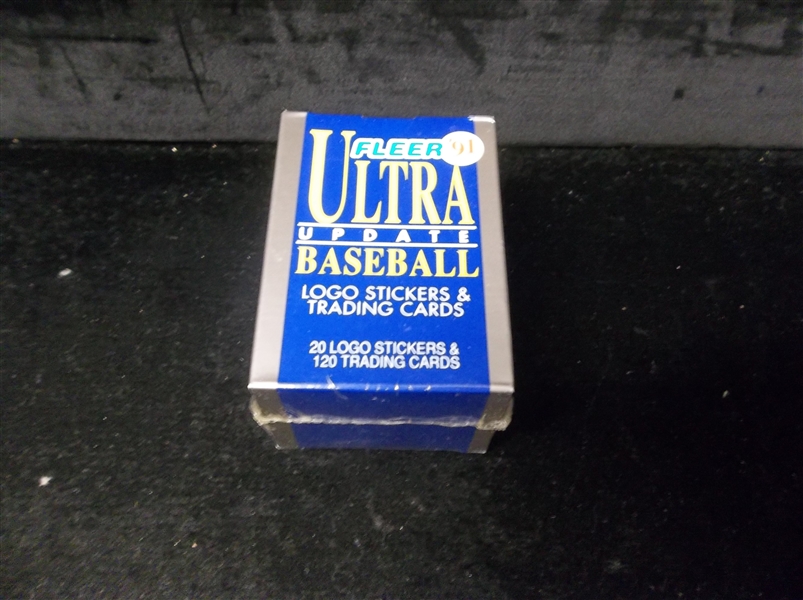 FLEER '91
ULTRA
UPDATE
BASEBALL
LOGO STICKERS &
TRADING CARDS
20 LOGO STICKERS &
120 TRADING CARDS